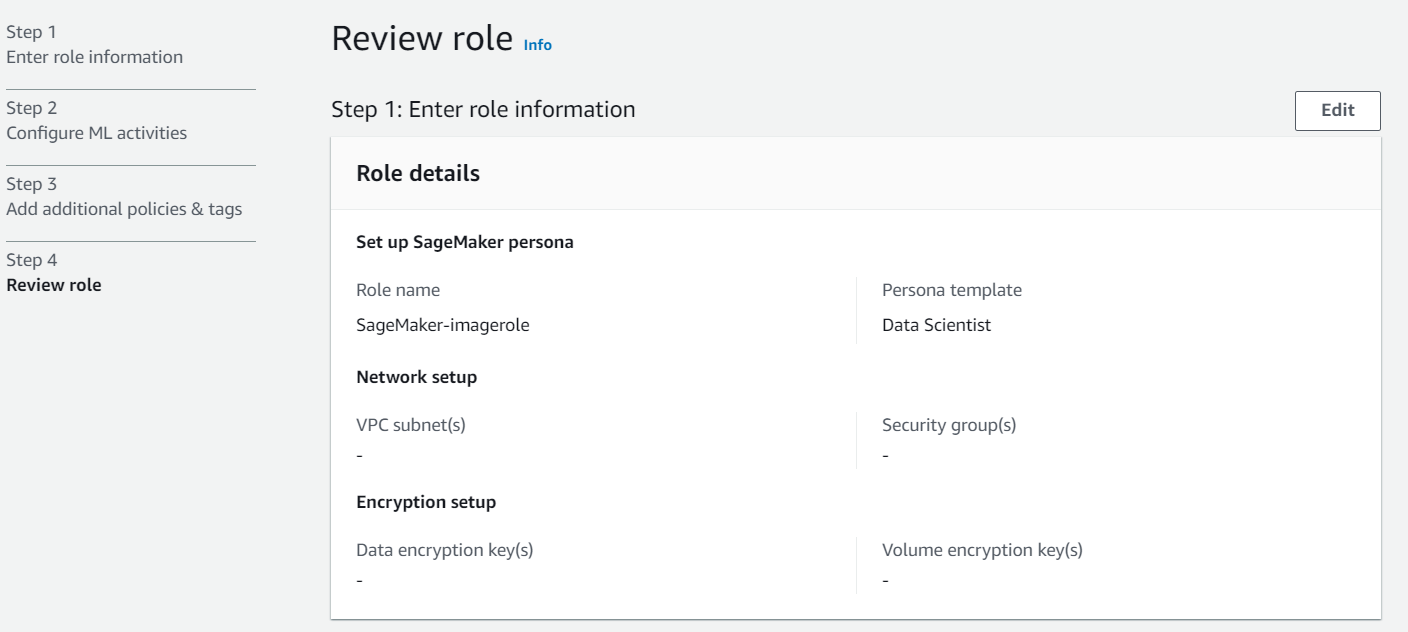 Step 1
Enter role information
Step 2
Configure ML activities
Step 3
Add additional policies & tags
Step 4
Review role
Review role Info
Step 1: Enter role information
Edit
Role details
Set up SageMaker persona
Role name
SageMaker-imagerole
Persona template
Data Scientist
Network setup
VPC subnet(s)
-
Security group(s)
-
Encryption setup
Data encryption key(s)
-
Volume encryption key(s)
-